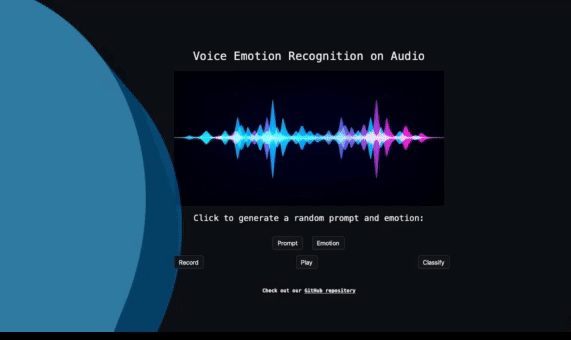 Voice Emotion Recognition on Audio
Click to generate a random prompt and emotion:
Prompt Emotion
Record Play Classify
Check out our GitHub repository